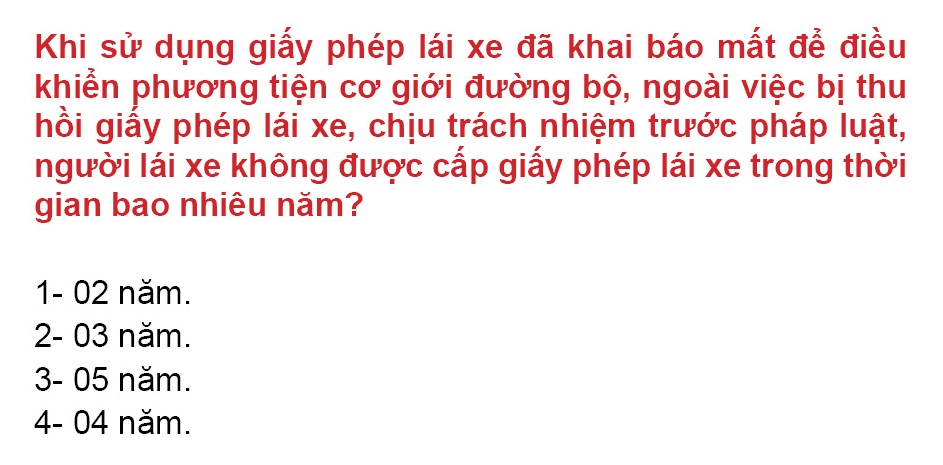 Khi sử dụng giấy phép lái xe đã khai báo mất để điều
khiển phương tiện cơ giới đường bộ, ngoài việc bị thu
hồi giấy phép lái xe, chịu trách nhiệm trước pháp luật,
người lái xe không được cấp giấy phép lái xe trong thời
gian bao nhiêu năm?
1- 02 năm.
2- 03 năm.
3- 05 năm.
4- 04 năm.